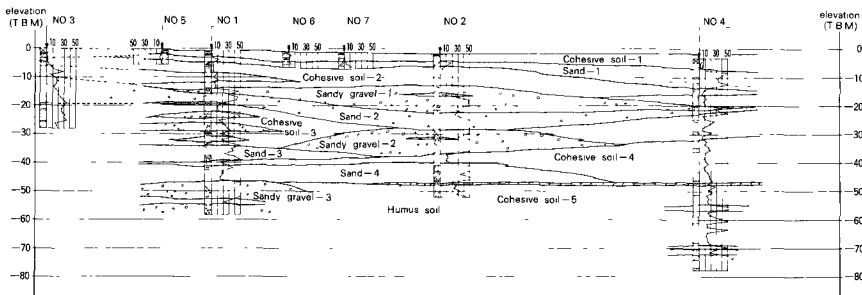 elevation
(T B M)
NO 3
NO 5
NO 1
NO 6
NO 7
NO 2
NO 4
elevation
(T B M)
10 30 50
50 30 10
10 30 50
10 30 50
10 30 50
10 30 50
10 30 50
0
−10
−20
−30
−40
−50
−60
−70
−80
Cohesive soil−1
Sand−1
Cohesive soil−2
Sandy gravel−1
Sand−2
Cohesive
soil−3
Sandy gravel−2
Sand−3
Cohesive soil−4
Sand−4
Sandy gravel−3
Cohesive soil−5
Humus soil
0
−10
−20
−30
−40
−50
−60
−70
−80